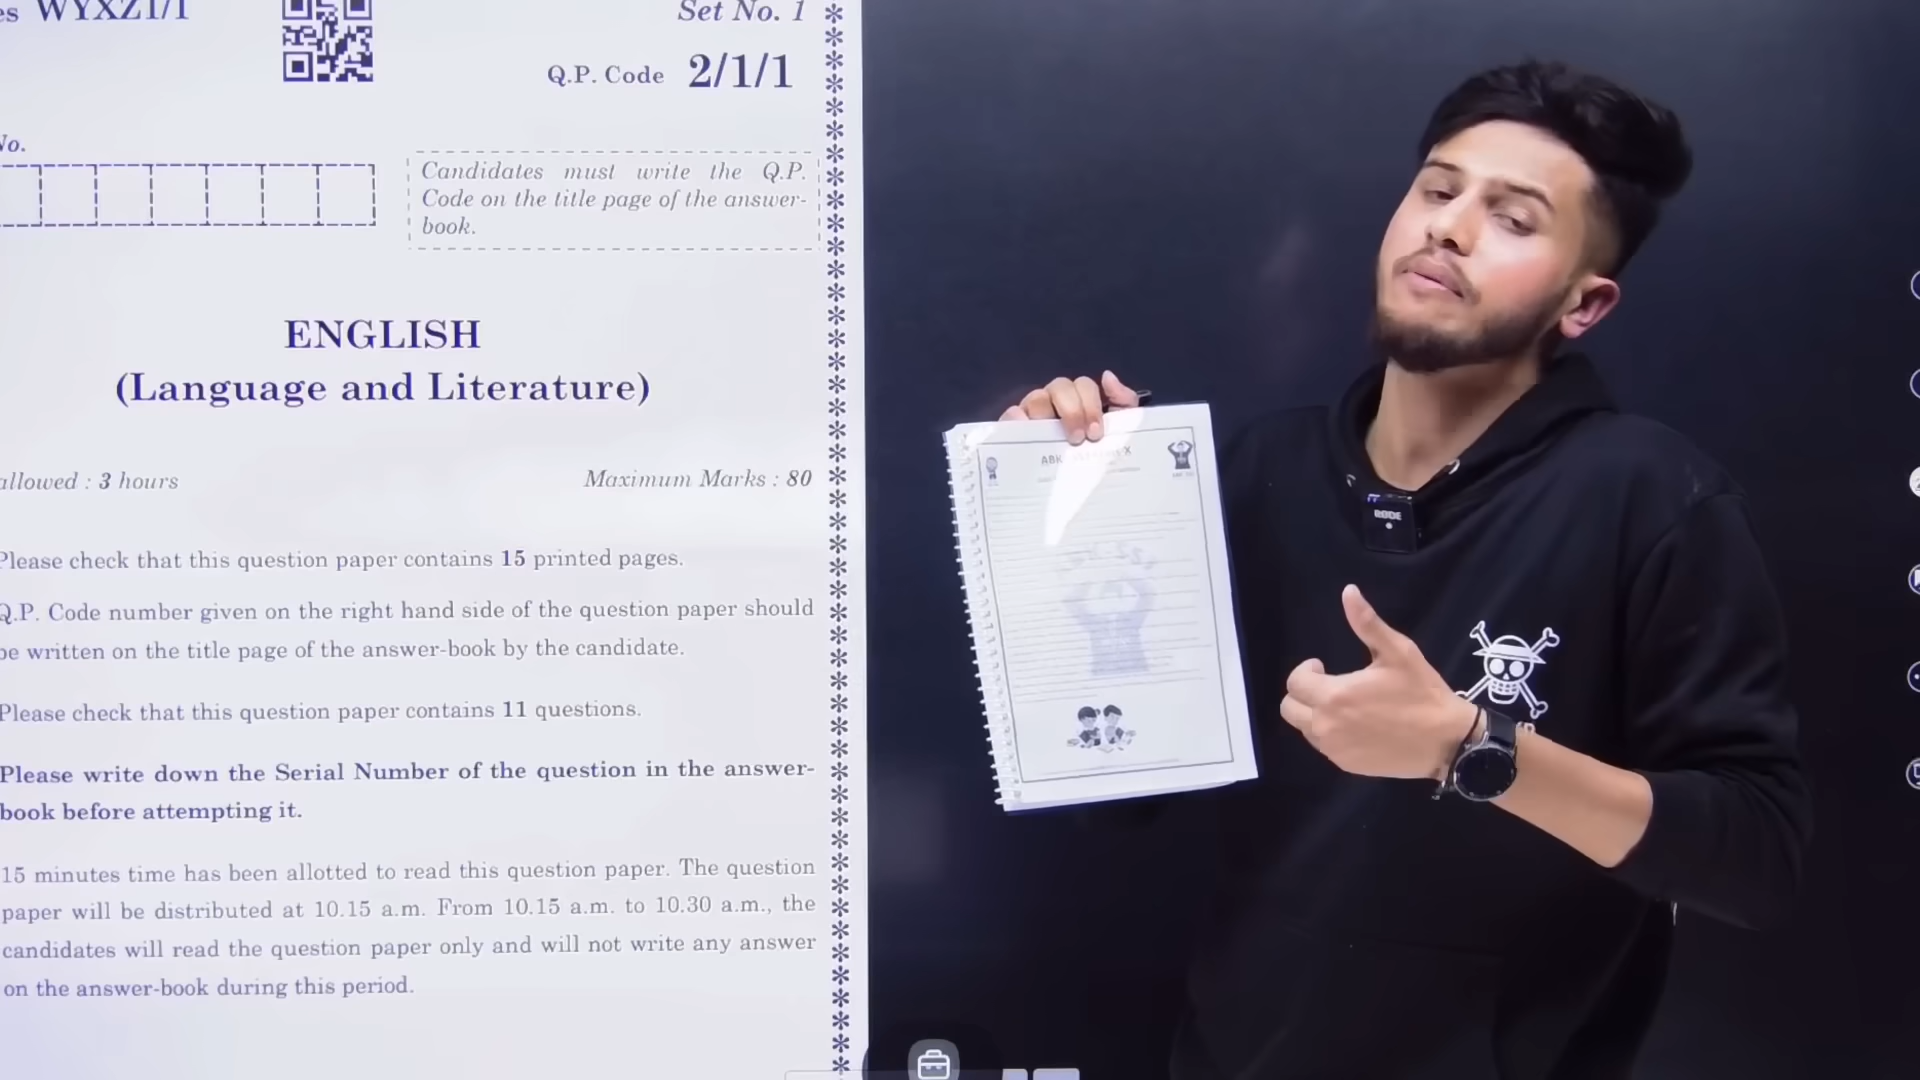 es WYXZ1/1
Set No. 1
Q.P. Code 2/1/1
No.
Candidates must write the Q.P.
Code on the title page of the answer-
book.
ENGLISH
(Language and Literature)
allowed : 3 hours
Maximum Marks : 80
Please check that this question paper contains 15 printed pages.
Q.P. Code number given on the right hand side of the question paper should
be written on the title page of the answer-book by the candidate.
Please check that this question paper contains 11 questions.
Please write down the Serial Number of the question in the answer-
book before attempting it.
15 minutes time has been allotted to read this question paper. The question
paper will be distributed at 10.15 a.m. From 10.15 a.m. to 10.30 a.m., the
candidates will read the question paper only and will not write any answer
on the answer-book during this period.
RODE